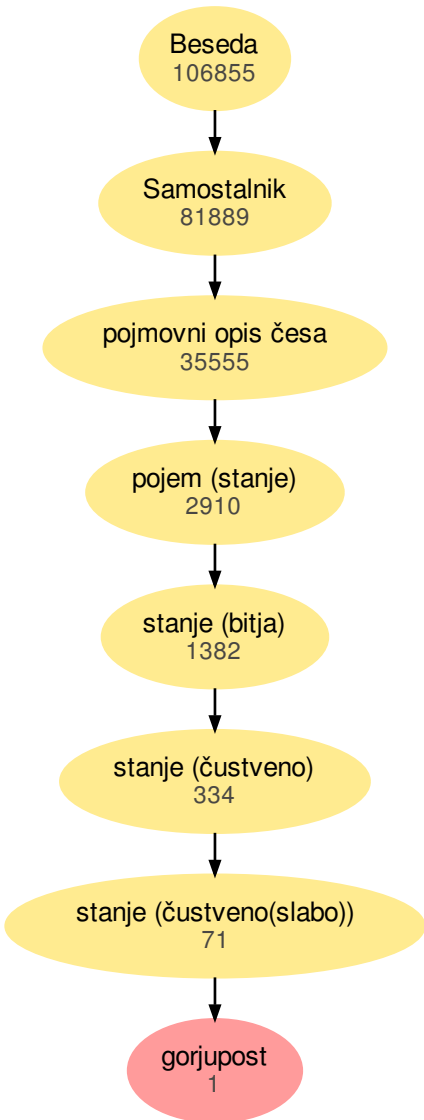 Beseda
106855
Samostalnik
81889
pojmovni opis česa
35555
pojem (stanje)
2910
stanje (bitja)
1382
stanje (čustveno)
334
stanje (čustveno(slabo))
71
gorjupost
1